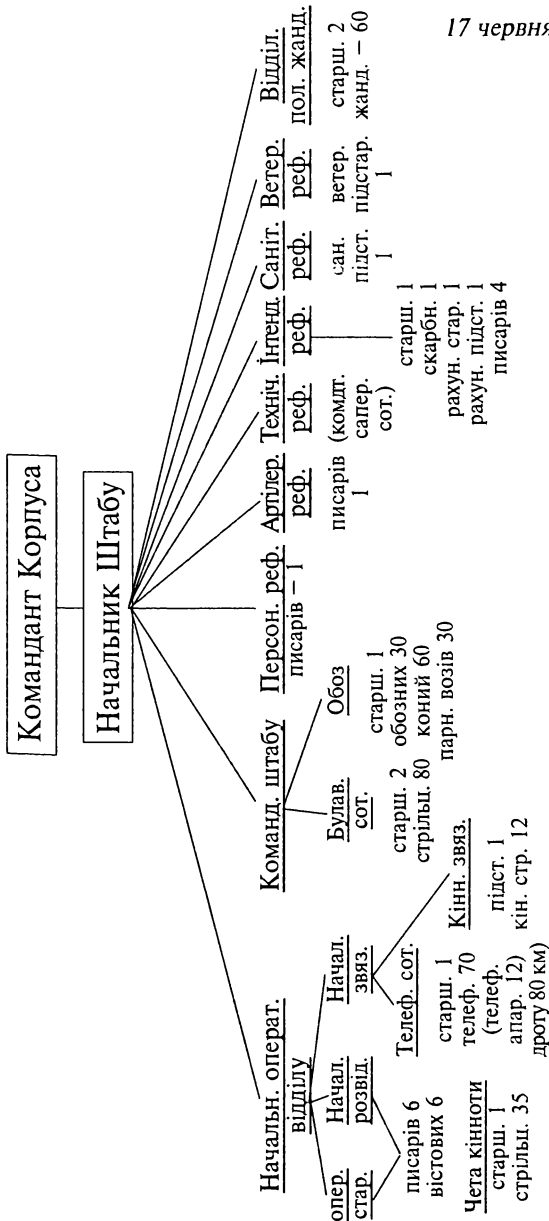 17 червня
Командант Корпуса
Начальник Штабу
Начальн. операт.
відділу
опер.
стар.
Начал.
розвід.
писарів 6
вістових 6
Чета кінноти
старш. 1
стрільц. 35
Начал.
звяз.
Телеф. сот.
старш. 1
телеф. 70
(телеф.
апар. 12)
дроту 80 км)
Кінн. звяз.
підст. 1
кін. стр. 12
Команд. штабу
Булав.
сот.
старш. 2
стрільц. 80
Обоз
старш. 1
обозних 30
коний 60
парн. возів 30
Персон. реф.
писарів – 1
Артілер.
реф.
писарів
1
Техніч.
реф.
(комдт.
сапер.
сот.)
Інтенд.
реф.
старш. 1
скарбн. 1
рахун. стар. 1
рахун. підст. 1
писарів 4
Саніт.
реф.
сан.
підст.
1
Ветер.
реф.
ветер.
підстар.
1
Відділ.
пол. жанд.
старш. 2
жанд. – 60